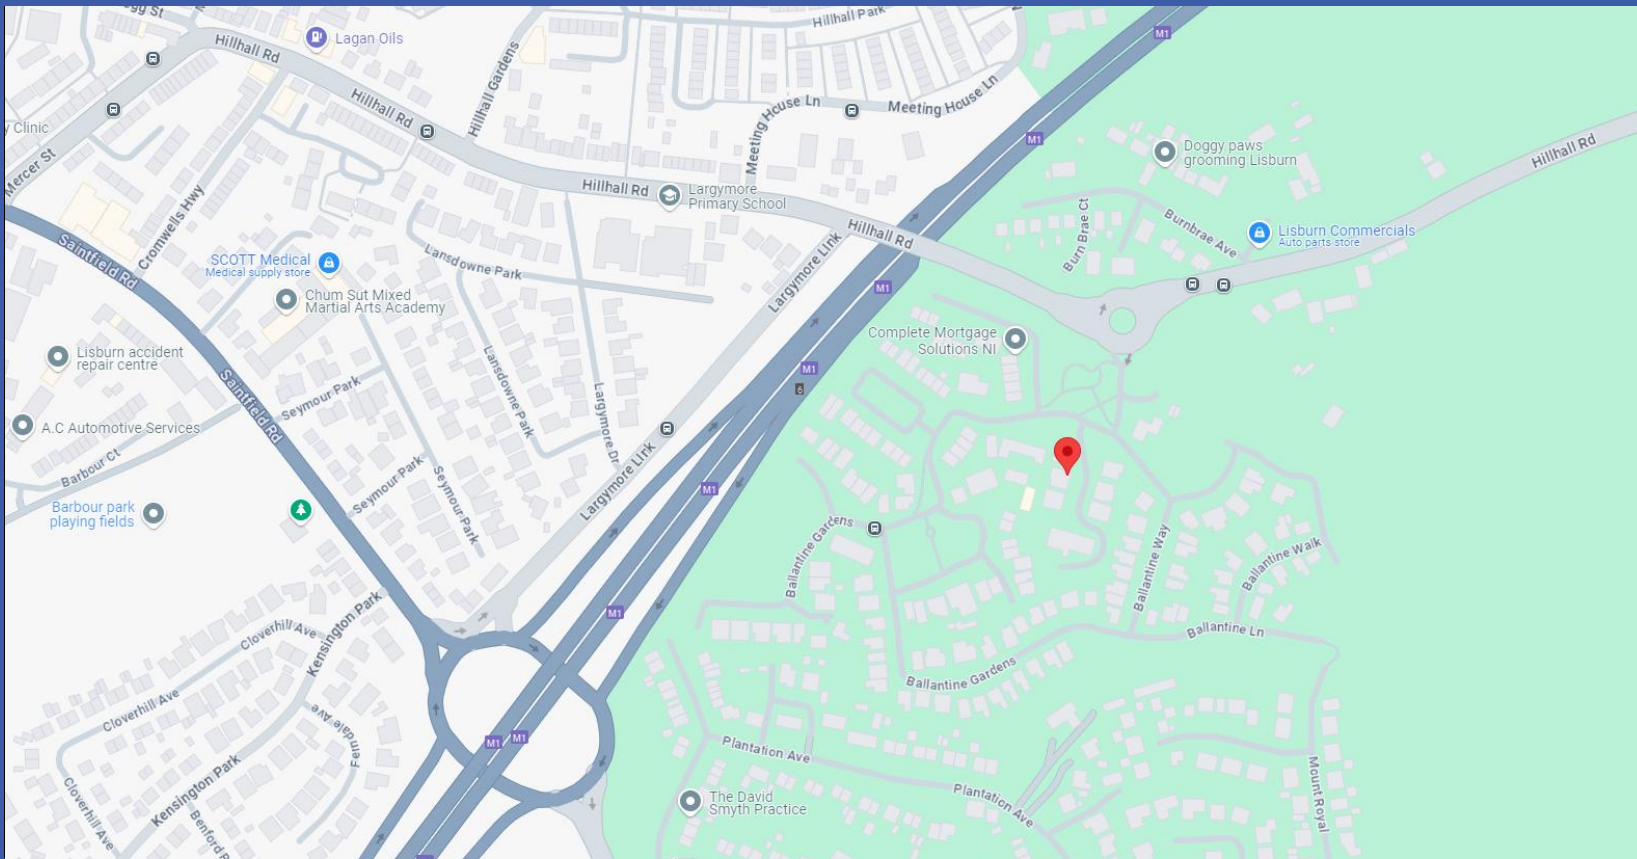 Hillhall Rd
Lagan Oils
Hillhall Gardens
Hillhall Park
M1
Hillhall Rd
Meeting House Ln
Meeting House Ln
y Clinic
Mercer St
Cromwells Hwy
Hillhall Rd
Largymore
Primary School
M1
Doggy paws
grooming Lisburn
Hillhall Rd
Saintfield Rd
SCOTT Medical
Medical supply store
Chum Sut Mixed
Martial Arts Academy
Lansdowne Park
Largymore Link
Hillhall Rd
M1
Burn Brae Ct
Burnbrae Ave
Lisburn Commercials
Auto parts store
Lisburn accident
repair centre
Saintfield Rd
Seymour Park
Lansdowne Park
Largymore Dr
M1
6
Complete Mortgage
Solutions NI
A.C Automotive Services
Barbour Ct
Seymour Park
Seymour Park
Largymore Link
M1
Barbour park
playing fields
Ballantine Gardens
Ballantine Way
Ballantine Walk
M1
Cloverhill Ave
Kensington Park
Ballantine Ln
Ballantine Gardens
Cloverhill Ave
Ferndale Ave
M1
M1
Plantation Ave
Kensington Park
Cloverhill Ave
The David
Smyth Practice
Plantation Ave
Mount Royal